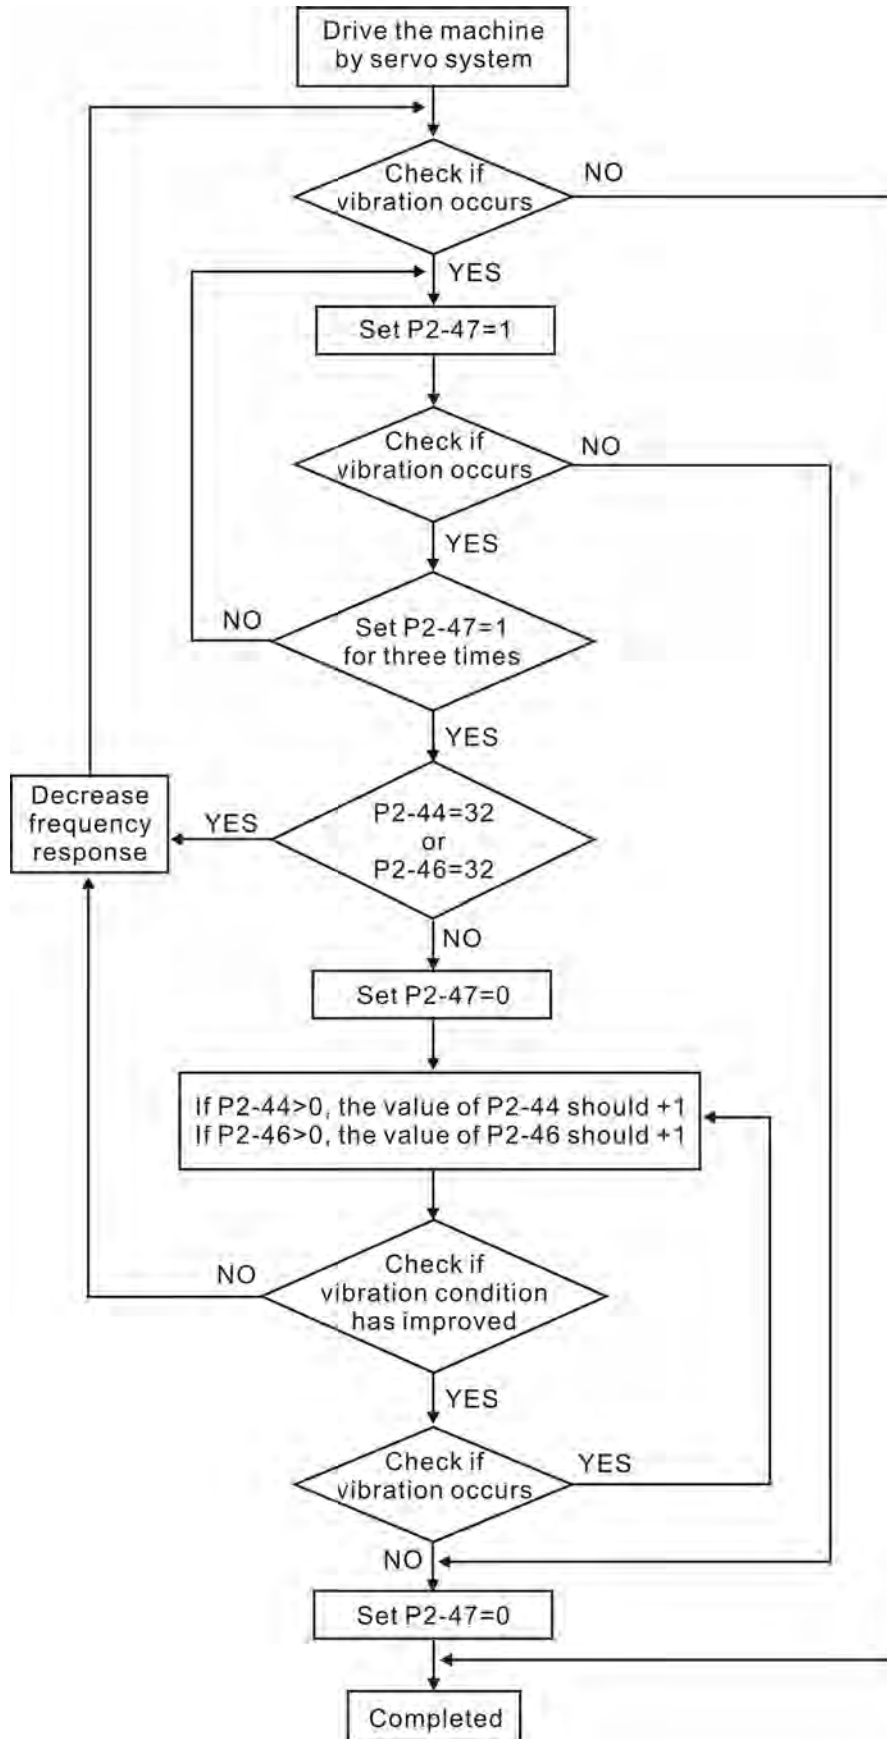 Drive the machine
by servo system
Check if
vibration occurs
NO
YES
Set P2-47=1
Check if
vibration occurs
NO
YES
NO
Set P2-47=1
for three times
YES
Decrease
frequency
response
YES
P2-44=32
or
P2-46=32
NO
Set P2-47=0
If P2-44>0, the value of P2-44 should +1
If P2-46>0, the value of P2-46 should +1
NO
Check if
vibration condition
has improved
YES
Check if
vibration occurs
YES
NO
Set P2-47=0
Completed